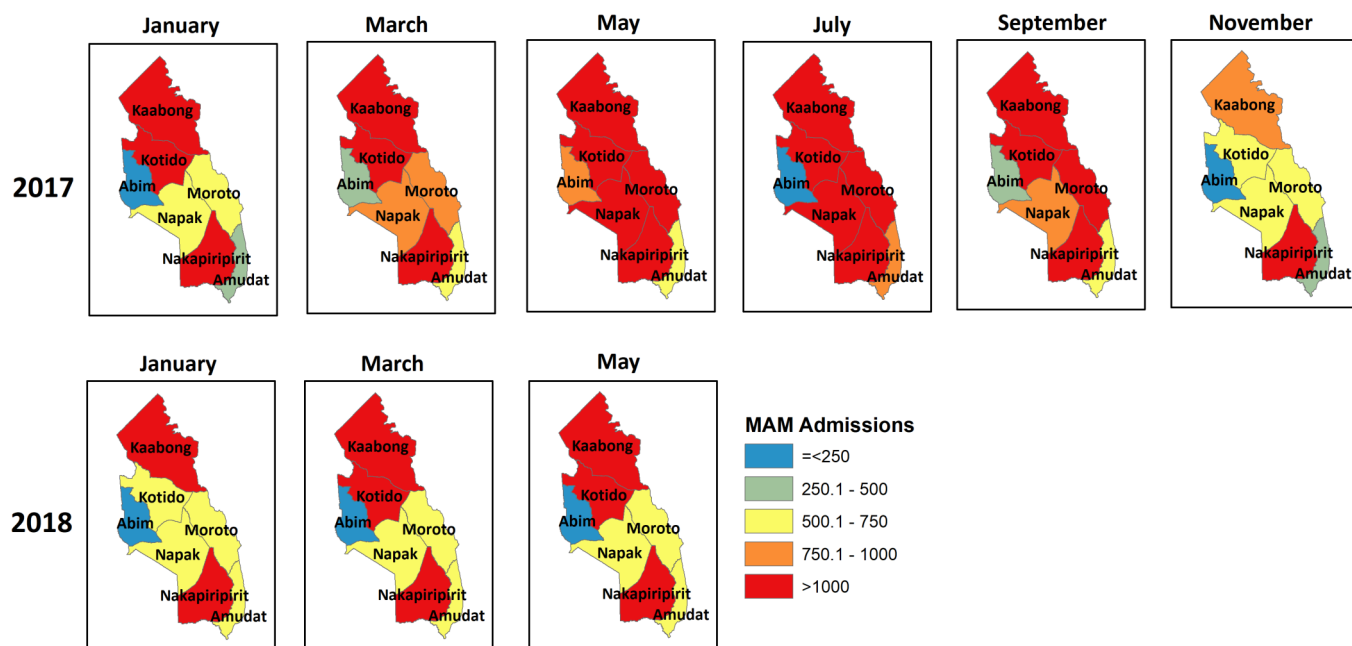 January March May July September November
2017
Kaabong
Kotido
Abim
Moroto
Napak
Nakapiripirit
Amudat
Kaabong
Kotido
Abim
Moroto
Napak
Nakapiripirit
Amudat
Kaabong
Kotido
Abim
Moroto
Napak
Nakapiripirit
Amudat
Kaabong
Kotido
Abim
Moroto
Napak
Nakapiripirit
Amudat
Kaabong
Kotido
Abim
Moroto
Napak
Nakapiripirit
Amudat
Kaabong
Kotido
Abim
Moroto
Napak
Nakapiripirit
Amudat
January March May
2018
Kaabong
Kotido
Abim
Moroto
Napak
Nakapiripirit
Amudat
Kaabong
Kotido
Abim
Moroto
Napak
Nakapiripirit
Amudat
Kaabong
Kotido
Abim
Moroto
Napak
Nakapiripirit
Amudat
MAM Admissions
=<250
250.1 - 500
500.1 - 750
750.1 - 1000
>1000